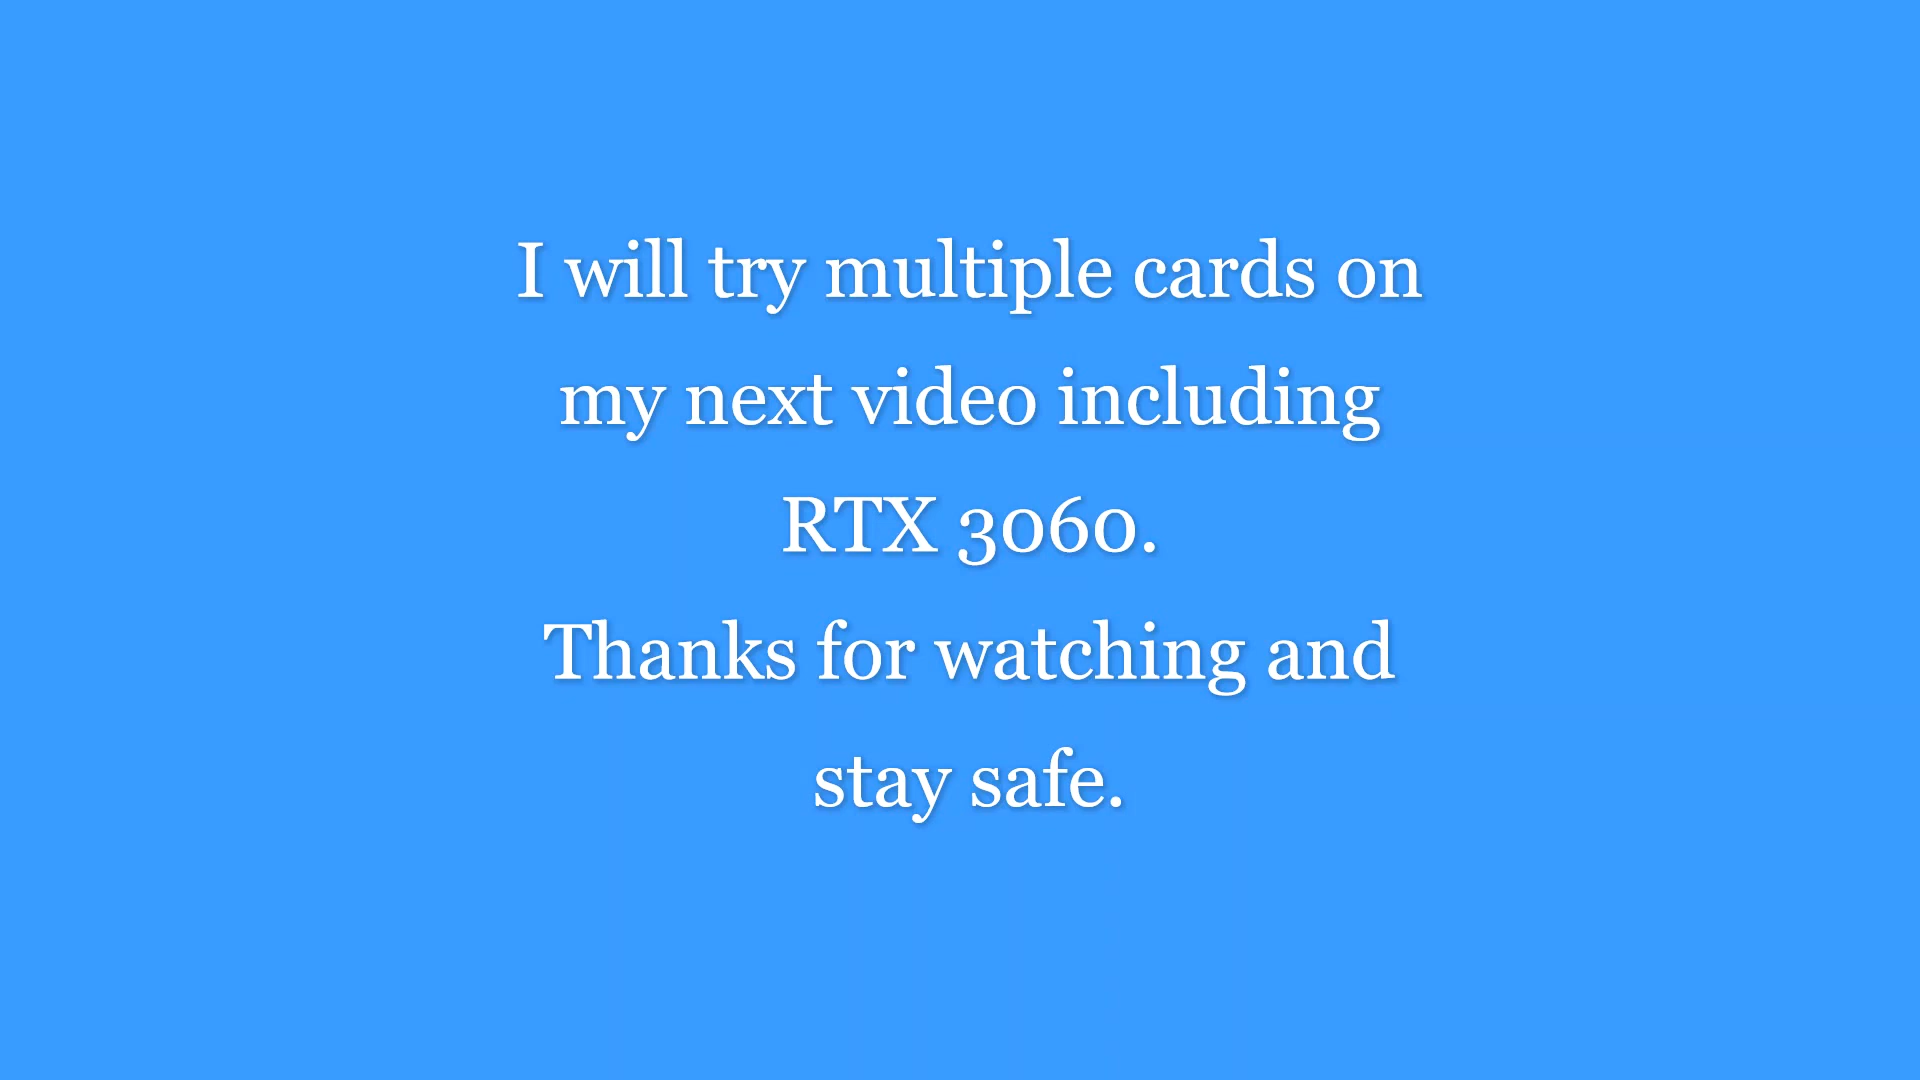 I will try multiple cards on
my next video including
RTX 3060.
Thanks for watching and
stay safe.